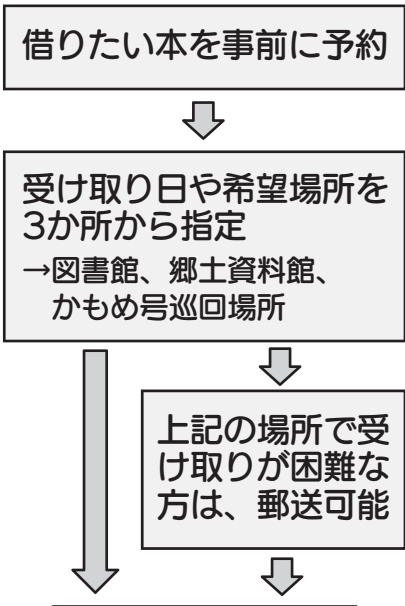 借りたい本を事前に予約
受け取り日や希望場所を
3か所から指定
→図書館、郷土資料館、
かもめ号巡回場所
上記の場所で受
け取りが困難な
方は、郵送可能